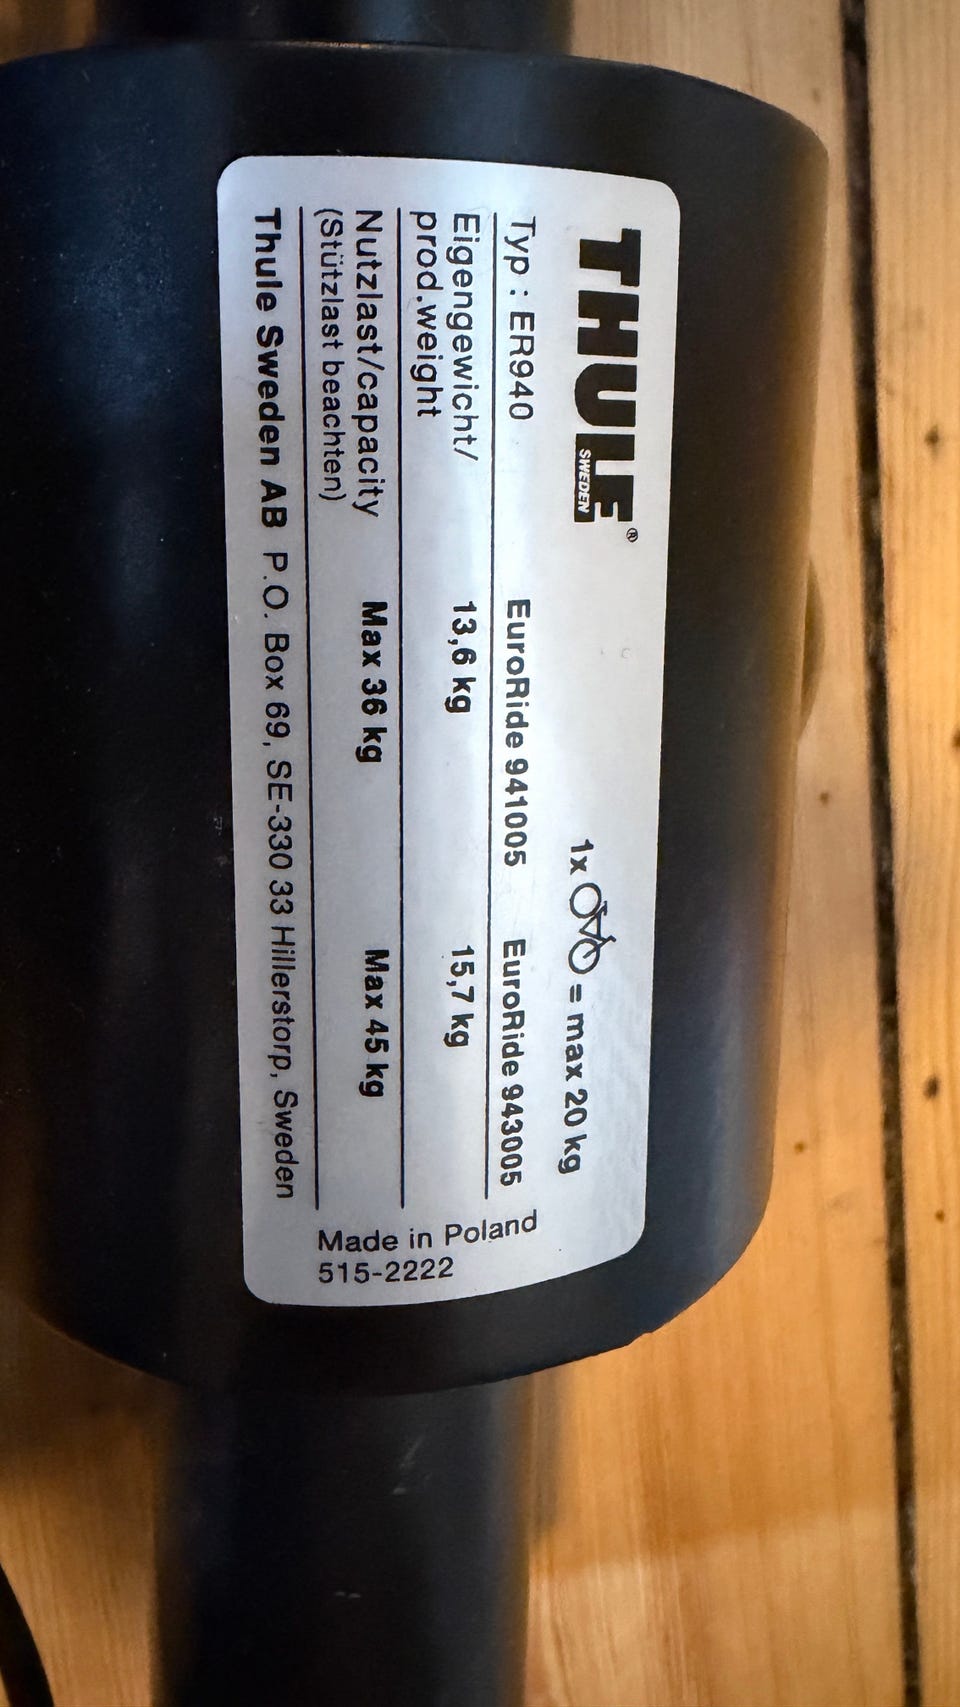 THULE®
SWEDEN
1x = max 20 kg
Typ : ER940 EuroRide 941005 EuroRide 943005
Eigengewicht/ 13,6 kg 15,7 kg
prod.weight
Nutzlast/capacity Max 36 kg Max 45 kg
(Stützlast beachten)
Thule Sweden AB P.O. Box 69, SE-330 33 Hillerstorp, Sweden
Made in Poland
515-2222